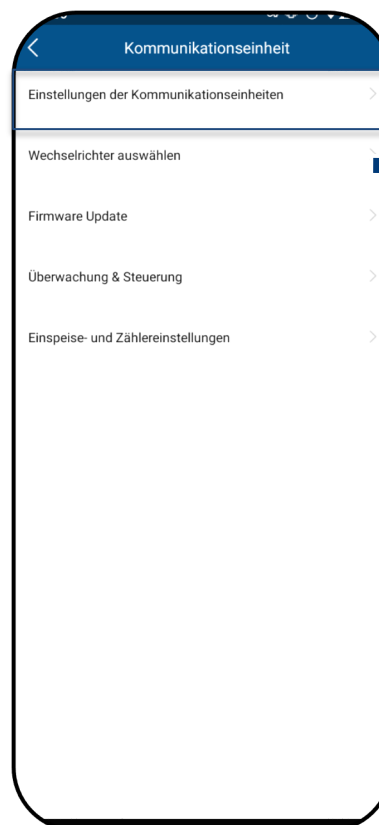 Kommunikationseinheit
Einstellungen der Kommunikationseinheiten
Wechselrichter auswählen
Firmware Update
Überwachung & Steuerung
Einspeise- und Zählereinstellungen